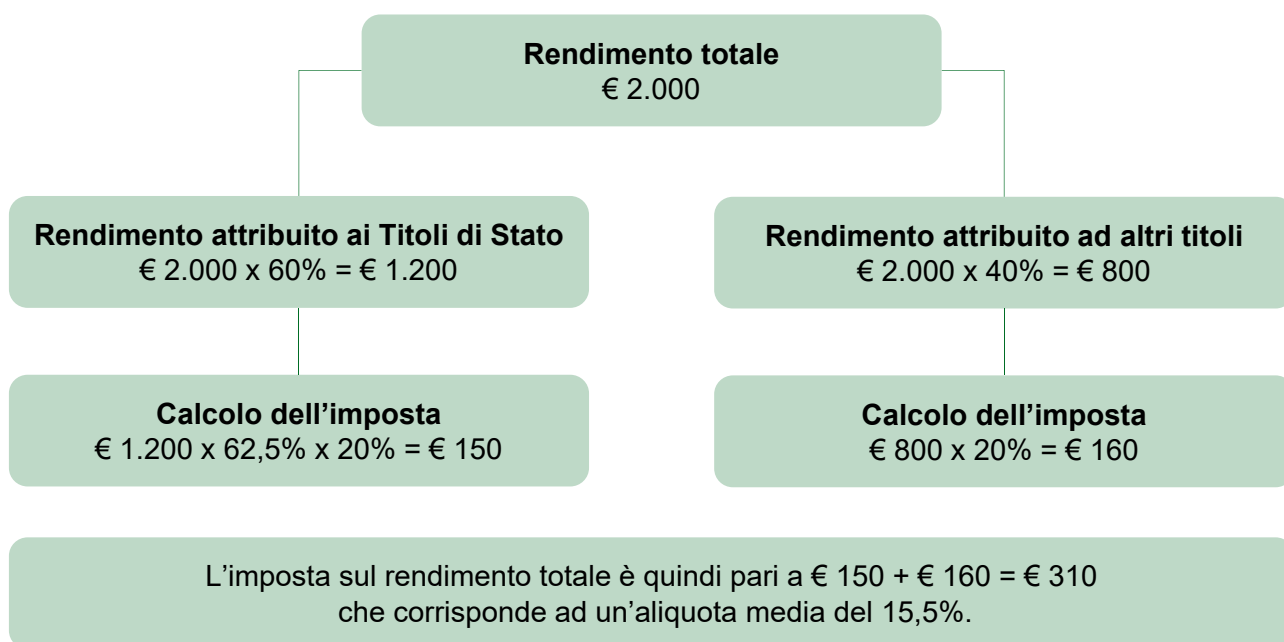 Rendimento totale
€ 2.000
Rendimento attribuito ai Titoli di Stato
€ 2.000 x 60% = € 1.200
Rendimento attribuito ad altri titoli
€ 2.000 x 40% = € 800
Calcolo dell’imposta
€ 1.200 x 62,5% x 20% = € 150
Calcolo dell’imposta
€ 800 x 20% = € 160
L’imposta sul rendimento totale è quindi pari a € 150 + € 160 = € 310
che corrisponde ad un’aliquota media del 15,5%.